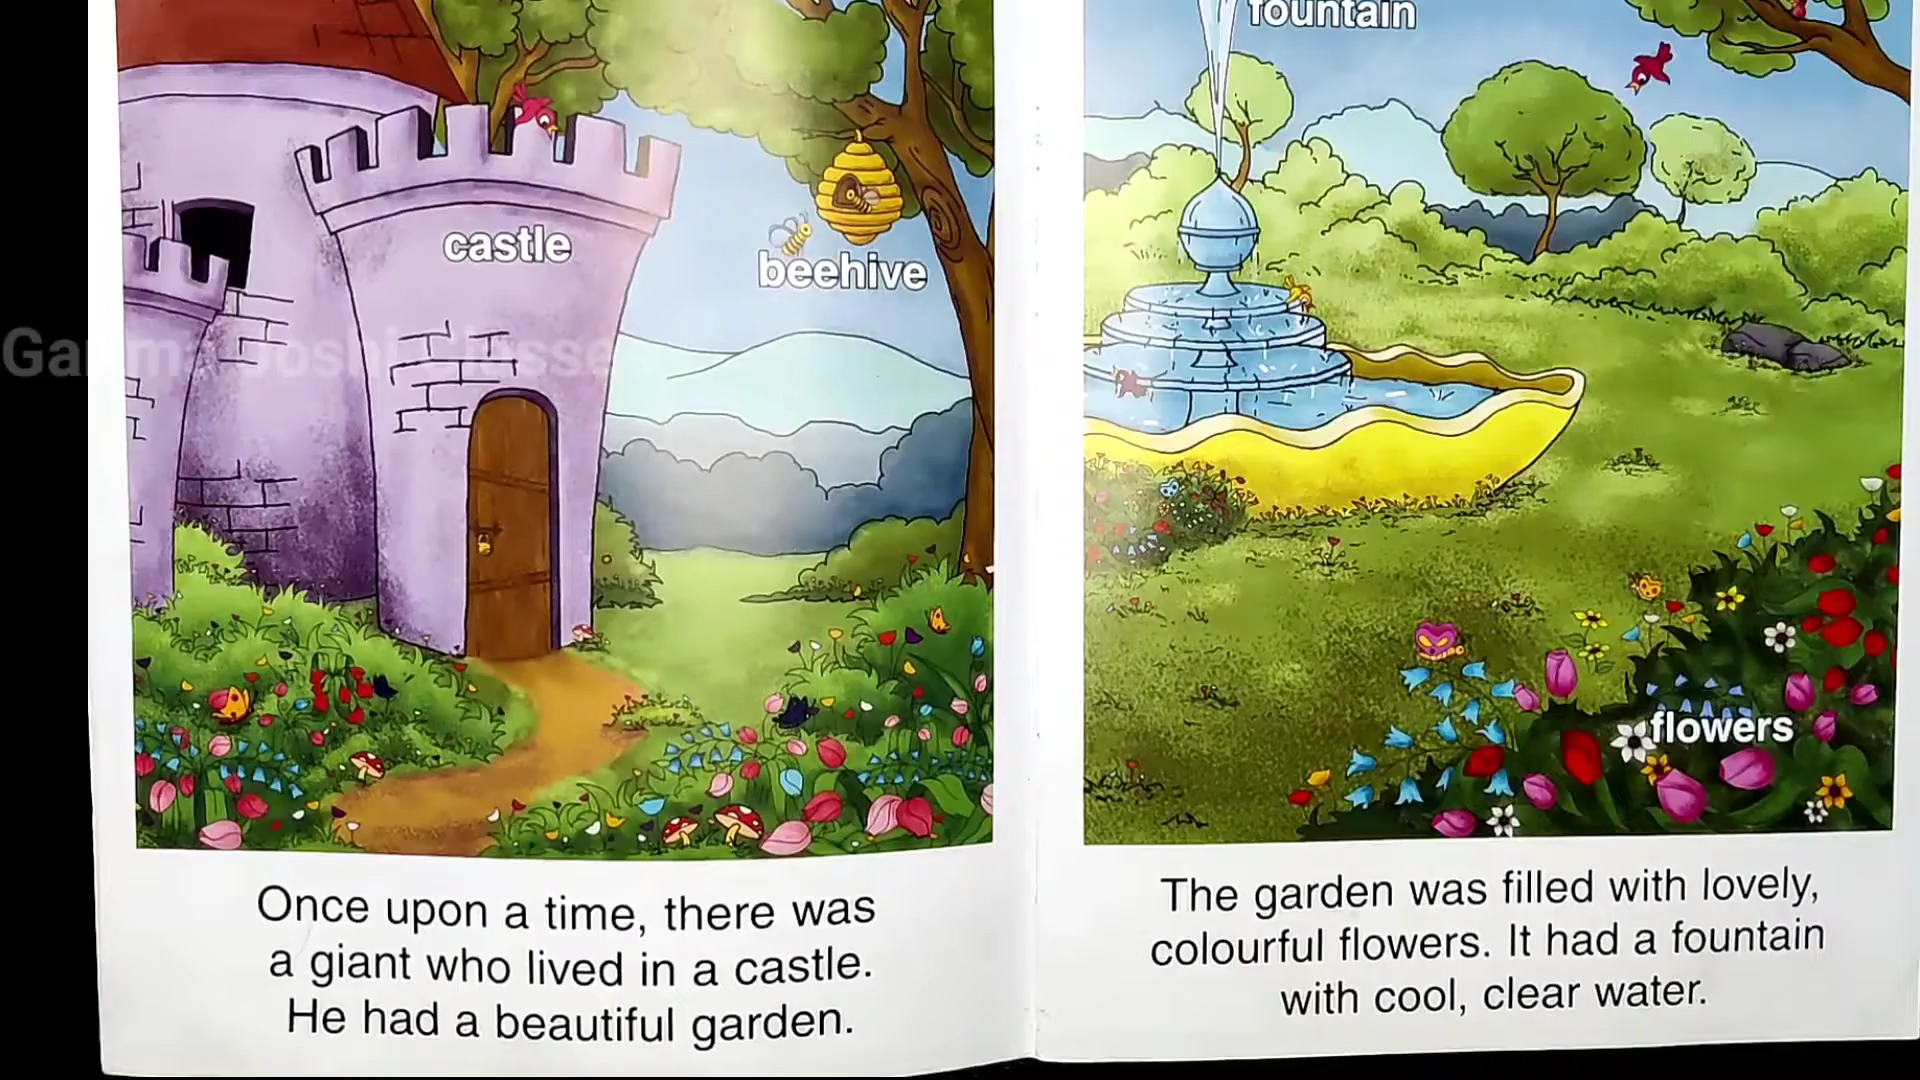 castle
beehive
Once upon a time, there was
a giant who lived in a castle.
He had a beautiful garden.
fountain
flowers
The garden was filled with lovely,
colourful flowers. It had a fountain
with cool, clear water.